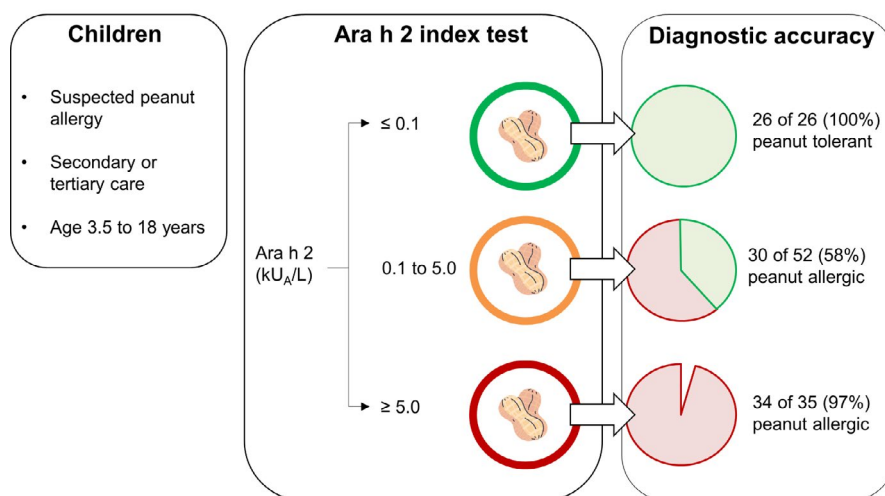 Children
• Suspected peanut
allergy
• Secondary or
tertiary care
• Age 3.5 to 18 years
Ara h 2 index test
Ara h 2
(kU_A/L)
≤ 0.1
0.1 to 5.0
≥ 5.0
Diagnostic accuracy
26 of 26 (100%)
peanut tolerant
30 of 52 (58%)
peanut allergic
34 of 35 (97%)
peanut allergic